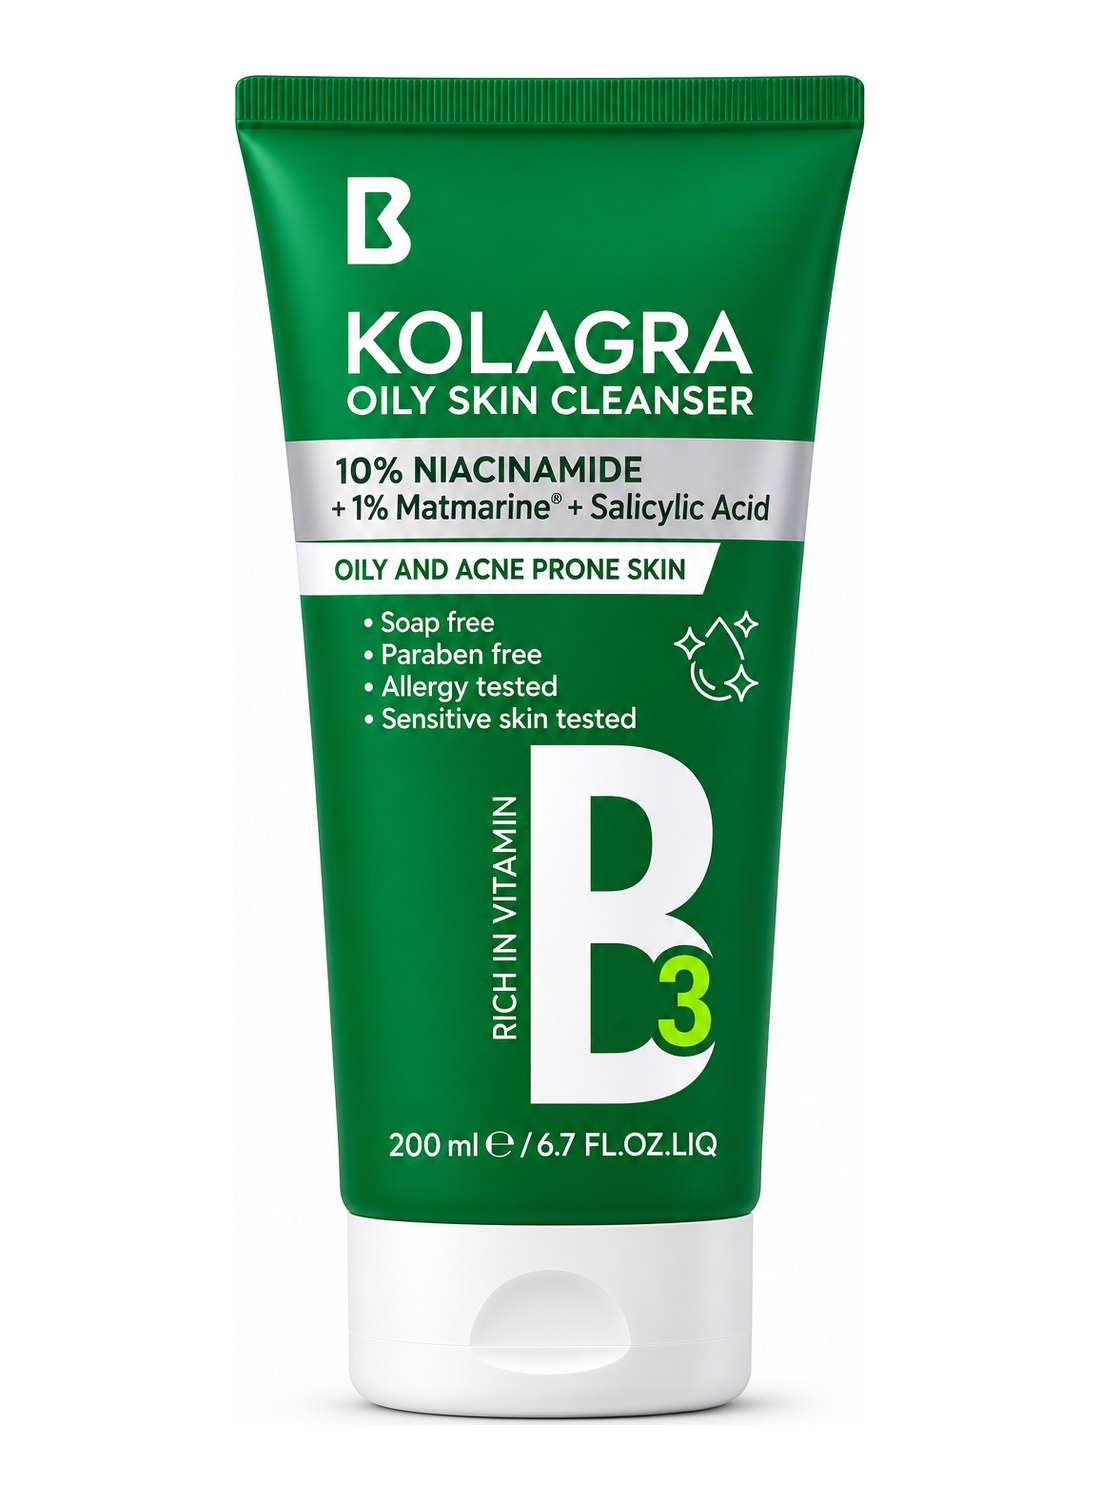 B
KOLAGRA
OILY SKIN CLEANSER
10% NIACINAMIDE
+ 1% Matmarine® + Salicylic Acid
OILY AND ACNE PRONE SKIN
• Soap free
• Paraben free
• Allergy tested
• Sensitive skin tested
RICH IN VITAMIN
B3
200 ml ℮ / 6.7 FL.OZ.LIQ